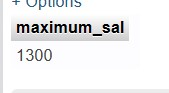 + Options
maximum_sal
1300